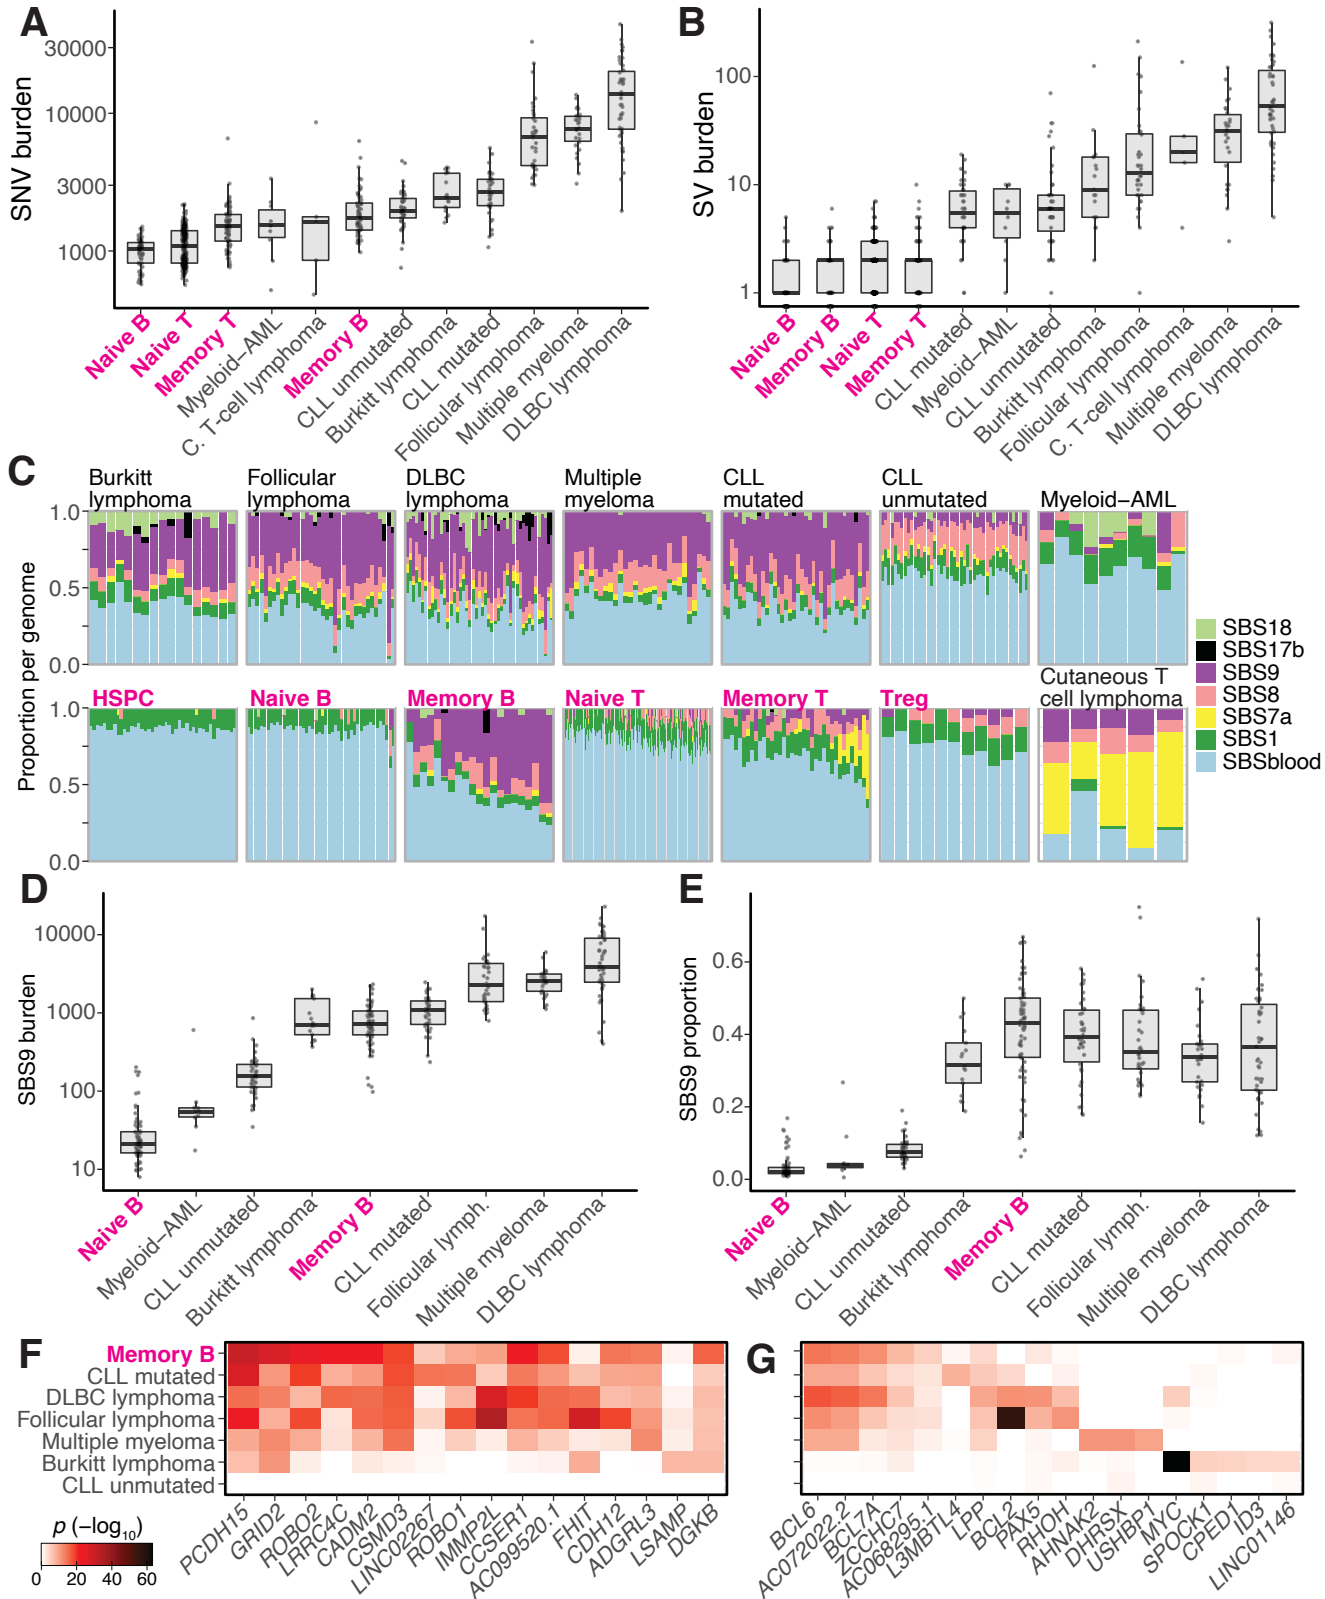 A
SNV burden
30000
10000
3000
1000
Naive B
Naive T
Memory T
Myeloid−AML
C. T-cell lymphoma
Memory B
CLL unmutated
Burkitt lymphoma
CLL mutated
Follicular lymphoma
Multiple myeloma
DLBC lymphoma
B
SV burden
100
10
1
Naive B
Memory B
Naive T
Memory T
CLL mutated
Myeloid−AML
CLL unmutated
Burkitt lymphoma
Follicular lymphoma
C. T-cell lymphoma
Multiple myeloma
DLBC lymphoma
C
Proportion per genome
Burkitt
lymphoma
Follicular
lymphoma
DLBC
lymphoma
Multiple
myeloma
CLL
mutated
CLL
unmutated
Myeloid−AML
1.0
0.5
0.0
HSPC
Naive B
Memory B
Naive T
Memory T
Treg
Cutaneous T
cell lymphoma
1.0
0.5
0.0
SBS18
SBS17b
SBS9
SBS8
SBS7a
SBS1
SBSblood
D
SBS9 burden
10000
1000
100
10
Naive B
Myeloid−AML
CLL unmutated
Burkitt lymphoma
Memory B
CLL mutated
Follicular lymph.
Multiple myeloma
DLBC lymphoma
E
SBS9 proportion
0.6
0.4
0.2
0.0
Naive B
Myeloid−AML
CLL unmutated
Burkitt lymphoma
Memory B
CLL mutated
Follicular lymph.
Multiple myeloma
DLBC lymphoma
F
Memory B
CLL mutated
DLBC lymphoma
Follicular lymphoma
Multiple myeloma
Burkitt lymphoma
CLL unmutated
PCDH15
GRID2
ROBO2
LRRC4C
CADM2
CSMD3
LINC02267
ROBO1
IMMP2L
CCSER1
AC099520.1
FHIT
CDH12
ADGRL3
LSAMP
DGKB
p (−log10)
0 20 40 60
G
BCL6
AC072022.2
BCL7A
ZCCHC7
AC068295.1
L3MBTL4
LPP
BCL2
PAX5
RHOH
AHNAK2
DHRSX
USHBP1
MYC
SPOCK1
CPED1
ID3
LINC01146